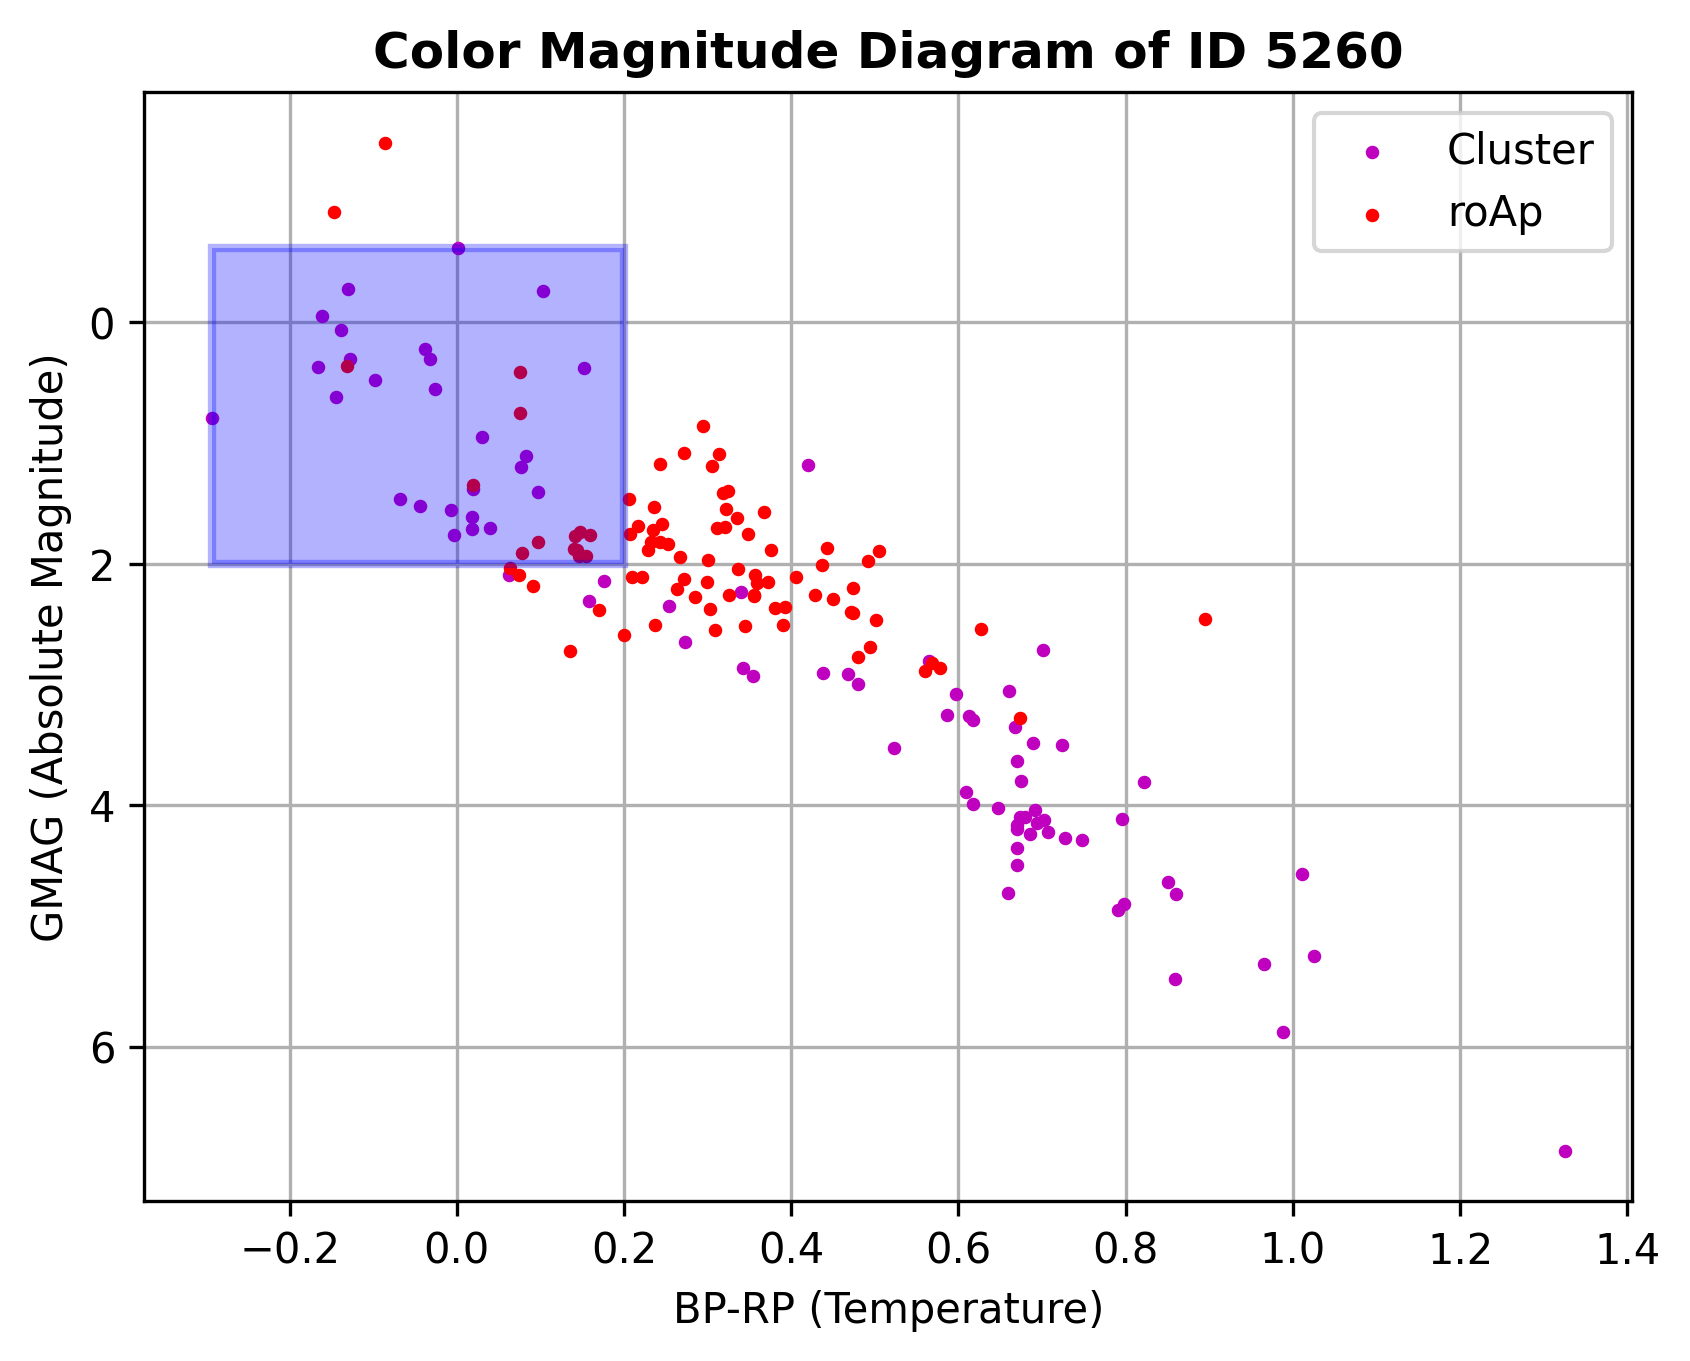 Color Magnitude Diagram of ID 5260
Cluster
roAp
GMAG (Absolute Magnitude)
0
2
4
6
−0.2
0.0
0.2
0.4
0.6
0.8
1.0
1.2
1.4
BP-RP (Temperature)